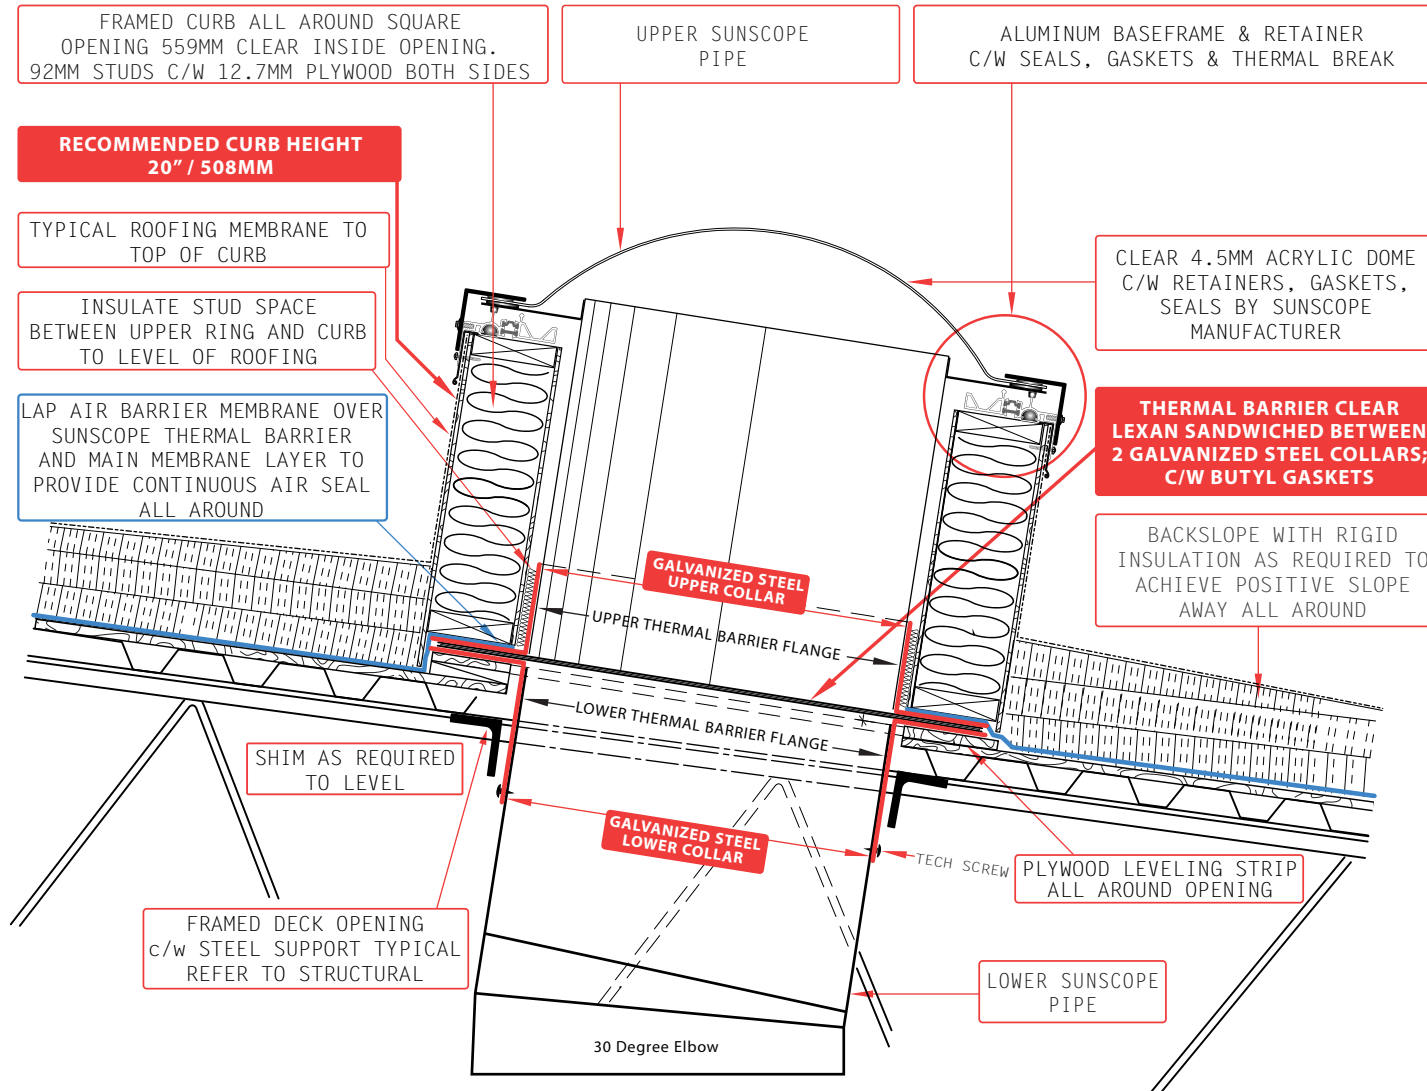 FRAMED CURB ALL AROUND SQUARE
OPENING 559MM CLEAR INSIDE OPENING.
92MM STUDS C/W 12.7MM PLYWOOD BOTH SIDES
UPPER SUNSCOPE
PIPE
ALUMINUM BASEFRAME & RETAINER
C/W SEALS, GASKETS & THERMAL BREAK
RECOMMENDED CURB HEIGHT
20" / 508MM
TYPICAL ROOFING MEMBRANE TO
TOP OF CURB
INSULATE STUD SPACE
BETWEEN UPPER RING AND CURB
TO LEVEL OF ROOFING
LAP AIR BARRIER MEMBRANE OVER
SUNSCOPE THERMAL BARRIER
AND MAIN MEMBRANE LAYER TO
PROVIDE CONTINUOUS AIR SEAL
ALL AROUND
CLEAR 4.5MM ACRYLIC DOME
C/W RETAINERS, GASKETS,
SEALS BY SUNSCOPE
MANUFACTURER
THERMAL BARRIER CLEAR
LEXAN SANDWICHED BETWEEN
2 GALVANIZED STEEL COLLARS;
C/W BUTYL GASKETS
BACKSLOPE WITH RIGID
INSULATION AS REQUIRED TO
ACHIEVE POSITIVE SLOPE
AWAY ALL AROUND
GALVANIZED STEEL
UPPER COLLAR
UPPER THERMAL BARRIER FLANGE
LOWER THERMAL BARRIER FLANGE
SHIM AS REQUIRED
TO LEVEL
GALVANIZED STEEL
LOWER COLLAR
TECH SCREW
PLYWOOD LEVELING STRIP
ALL AROUND OPENING
FRAMED DECK OPENING
c/w STEEL SUPPORT TYPICAL
REFER TO STRUCTURAL
LOWER SUNSCOPE
PIPE
30 Degree Elbow